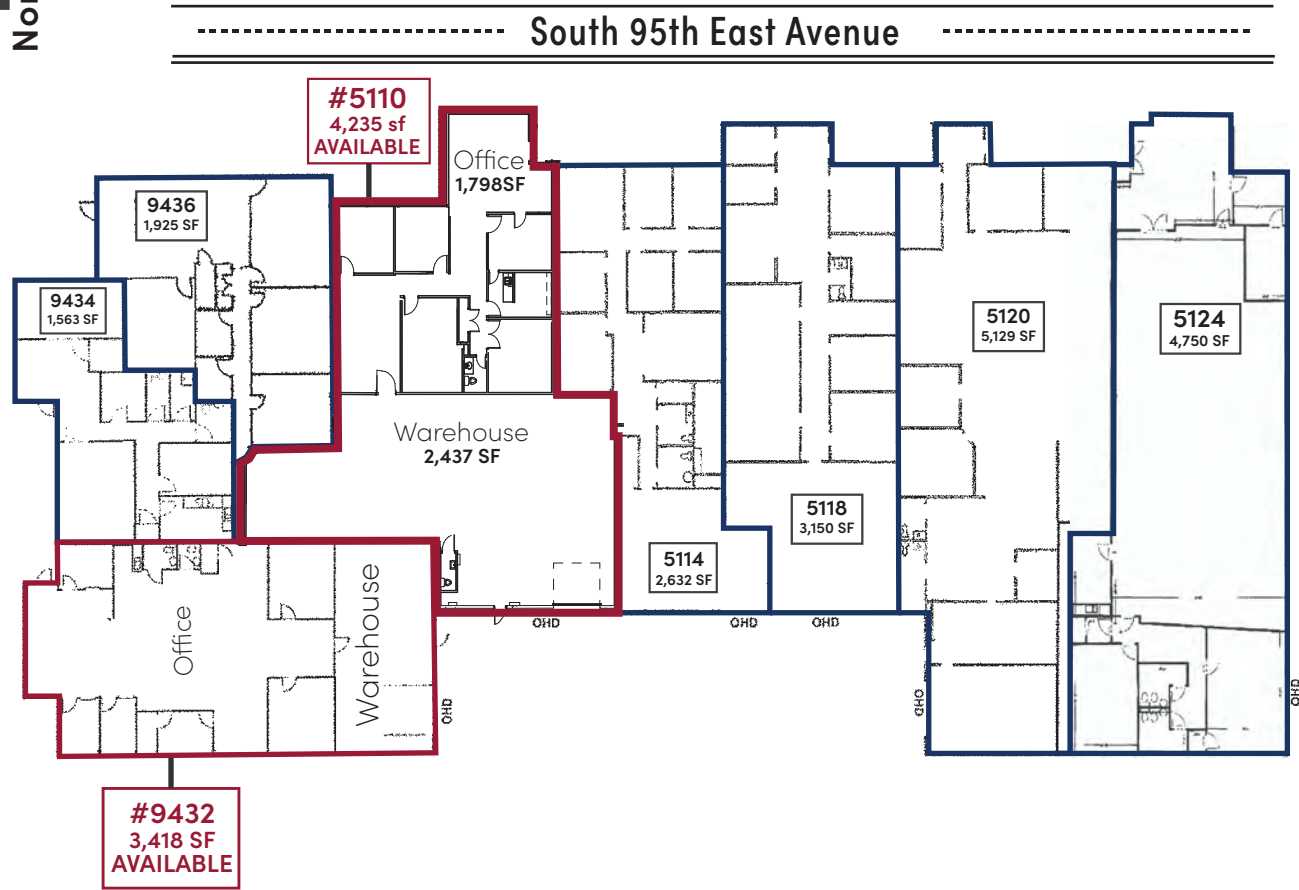 South 95th East Avenue
#5110
4,235 sf
AVAILABLE
Office
1,798SF
9436
1,925 SF
9434
1,563 SF
5120
5,129 SF
5124
4,750 SF
Warehouse
2,437 SF
5118
3,150 SF
5114
2,632 SF
Office
Warehouse
OHD
OHD
OHD
OHD
OHD
OHD
#9432
3,418 SF
AVAILABLE